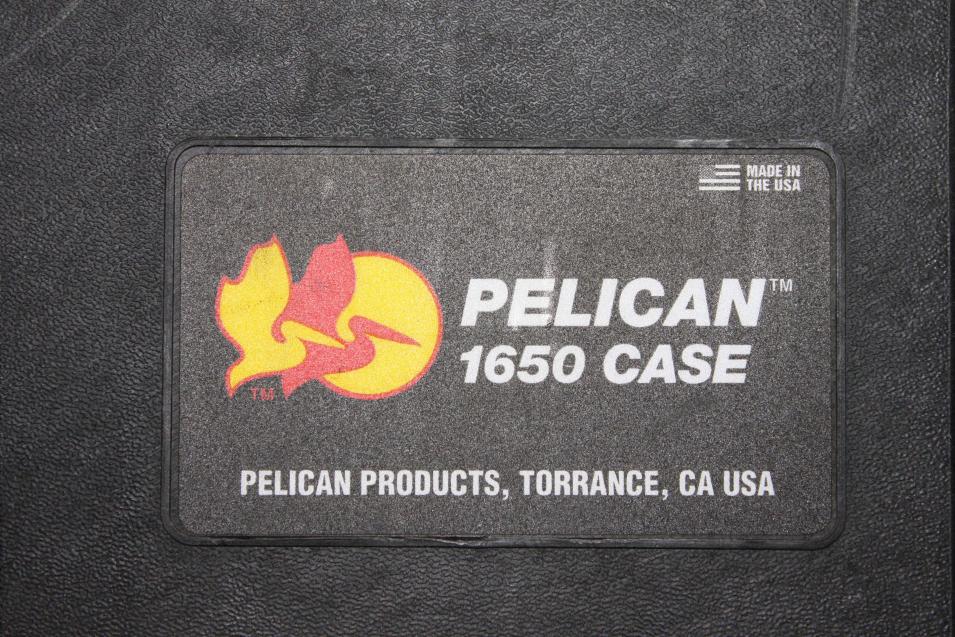 MADE IN
THE USA
PELICAN™
1650 CASE
TM
PELICAN PRODUCTS, TORRANCE, CA USA